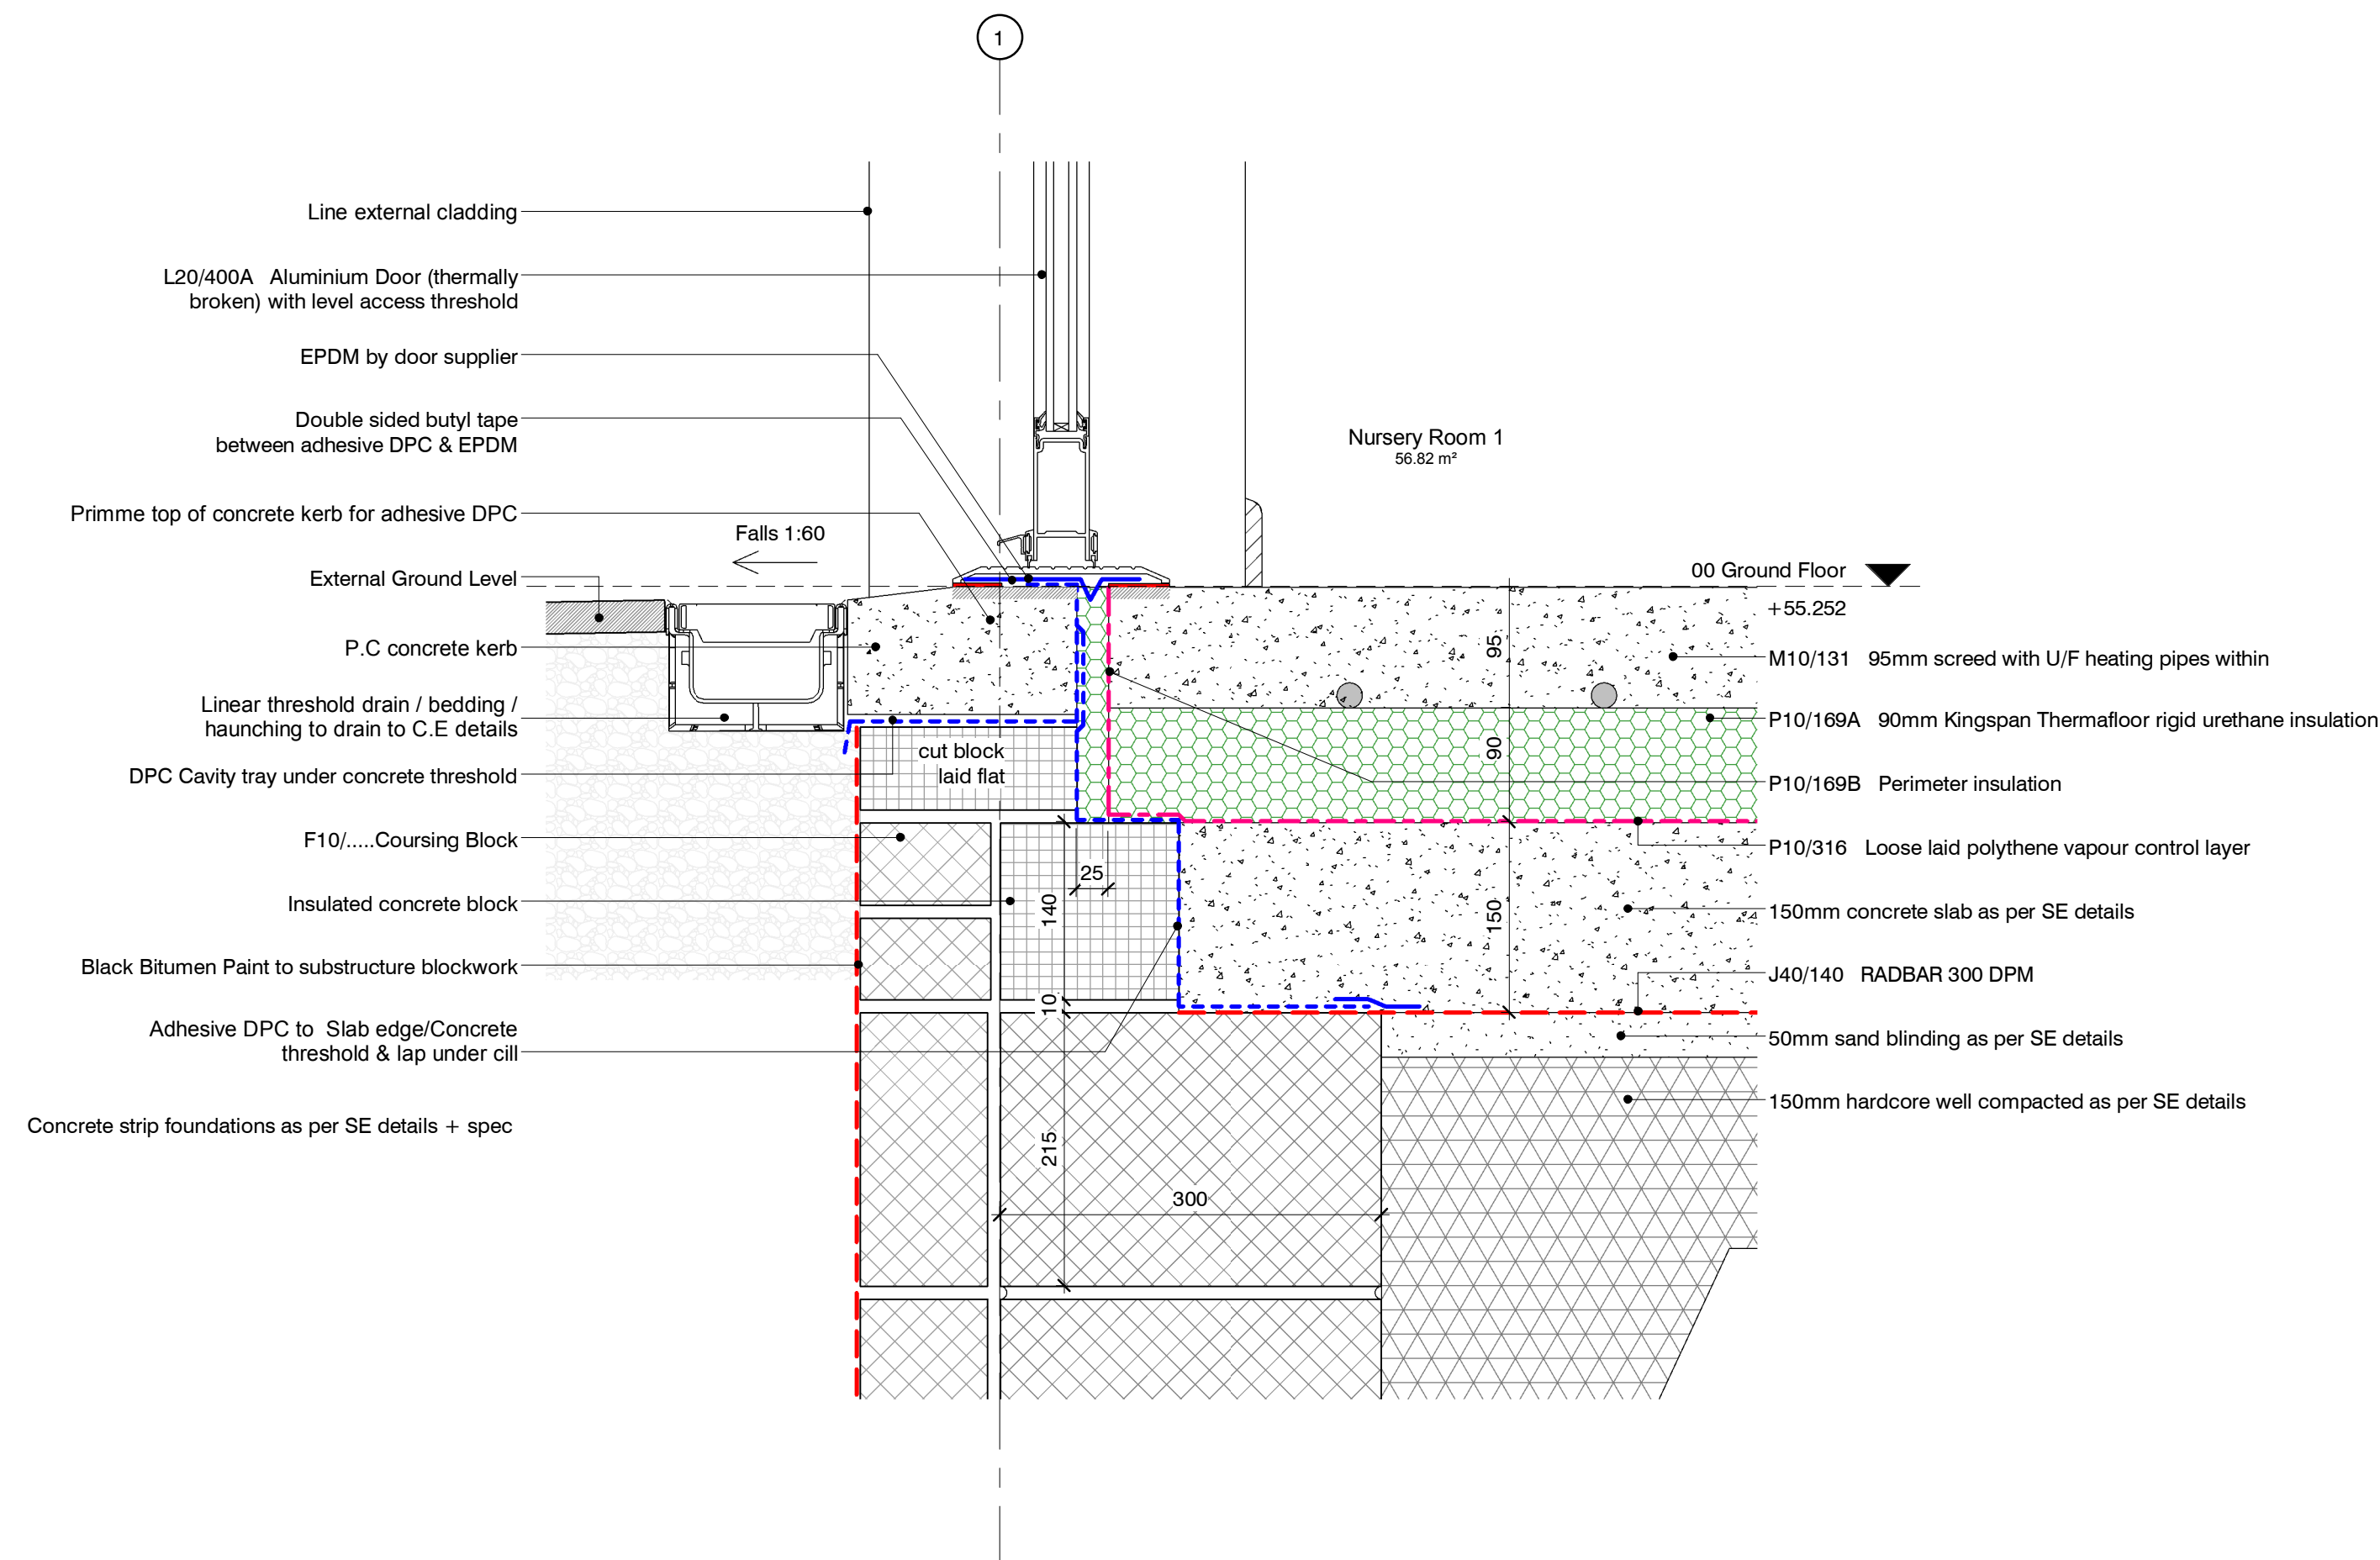 1
Line external cladding
L20/400A Aluminium Door (thermally
broken) with level access threshold
EPDM by door supplier
Double sided butyl tape
between adhesive DPC & EPDM
Primme top of concrete kerb for adhesive DPC
External Ground Level
P.C concrete kerb
Linear threshold drain / bedding /
haunching to drain to C.E details
DPC Cavity tray under concrete threshold
F10/.....Coursing Block
Insulated concrete block
Black Bitumen Paint to substructure blockwork
Adhesive DPC to Slab edge/Concrete
threshold & lap under cill
Concrete strip foundations as per SE details + spec
Falls 1:60
cut block
laid flat
25
140
10
215
300
Nursery Room 1
56.82 m²
95
90
150
00 Ground Floor
+55.252
M10/131 95mm screed with U/F heating pipes within
P10/169A 90mm Kingspan Thermafloor rigid urethane insulation
P10/169B Perimeter insulation
P10/316 Loose laid polythene vapour control layer
150mm concrete slab as per SE details
J40/140 RADBAR 300 DPM
50mm sand blinding as per SE details
150mm hardcore well compacted as per SE details